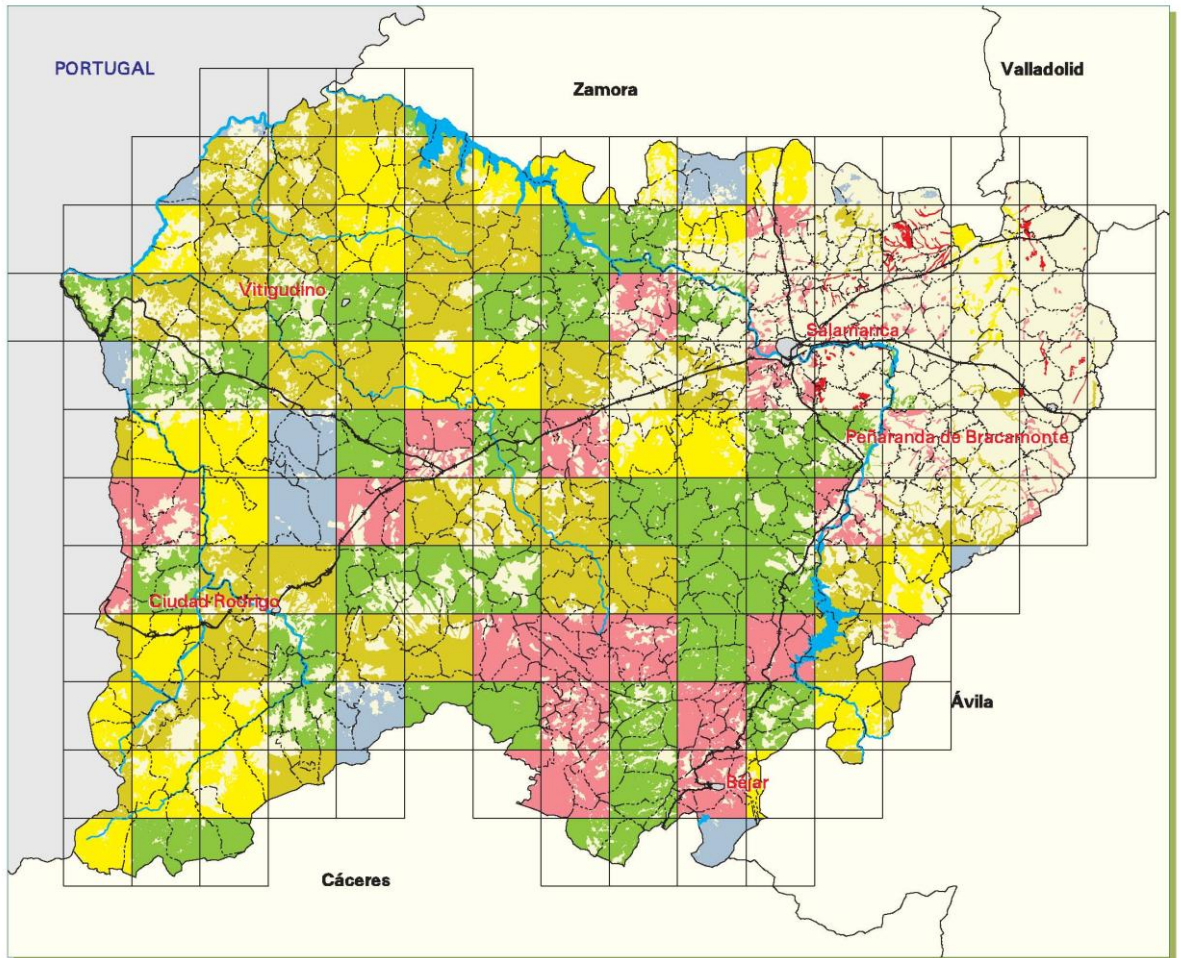 PORTUGAL
Valladolid
Zamora
Vitigudino
Salamanca
Peñaranda de Bracamonte
Ciudad Rodrigo
Ávila
Béjar
Cáceres